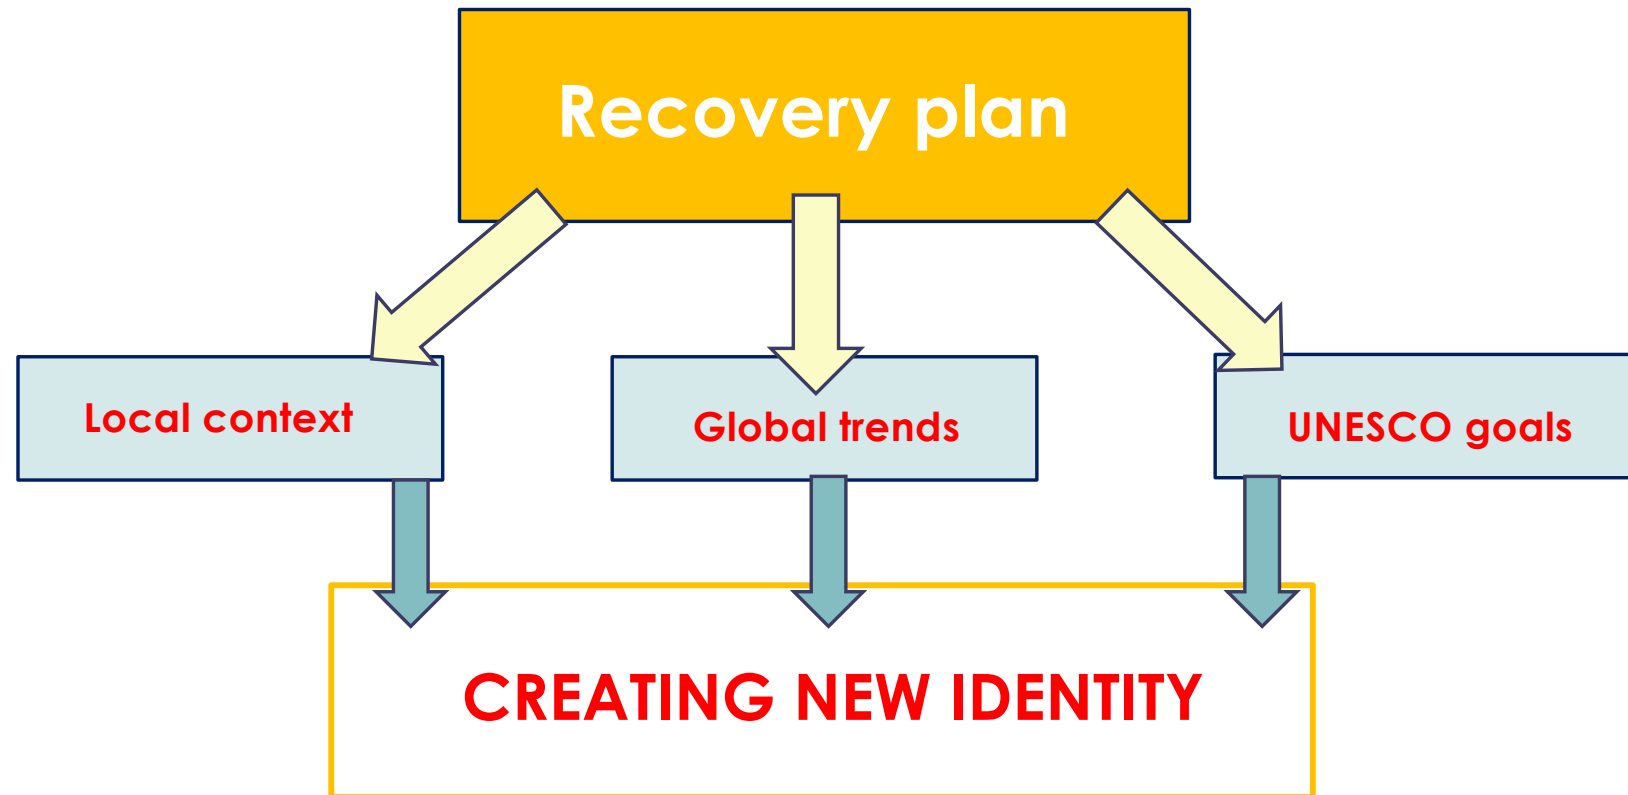 Recovery plan
Local context
Global trends
UNESCO goals
CREATING NEW IDENTITY